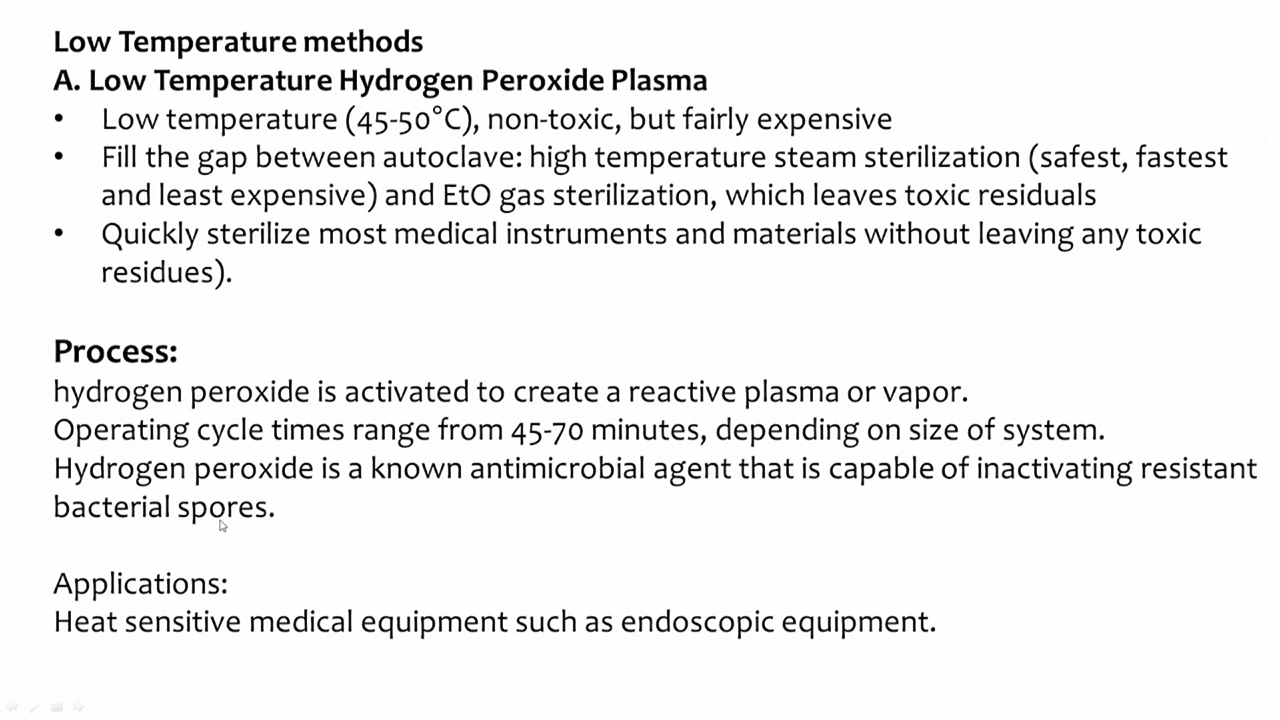 Low Temperature methods
A. Low Temperature Hydrogen Peroxide Plasma
• Low temperature (45-50°C), non-toxic, but fairly expensive
• Fill the gap between autoclave: high temperature steam sterilization (safest, fastest
and least expensive) and EtO gas sterilization, which leaves toxic residuals
• Quickly sterilize most medical instruments and materials without leaving any toxic
residues).
Process:
hydrogen peroxide is activated to create a reactive plasma or vapor.
Operating cycle times range from 45-70 minutes, depending on size of system.
Hydrogen peroxide is a known antimicrobial agent that is capable of inactivating resistant
bacterial spores.
Applications:
Heat sensitive medical equipment such as endoscopic equipment.